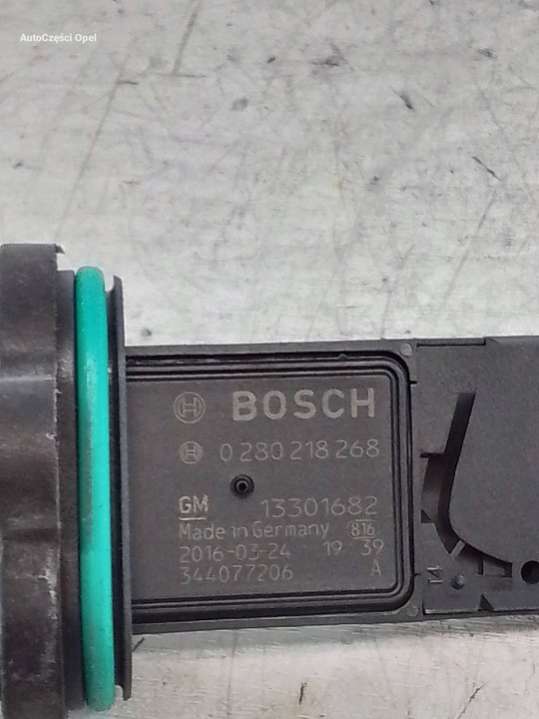 AutoCzęści Opel
BOSCH
0 280 218 268
GM 13301682
Made in Germany 816
2016-03-24 19 39
344077206 A